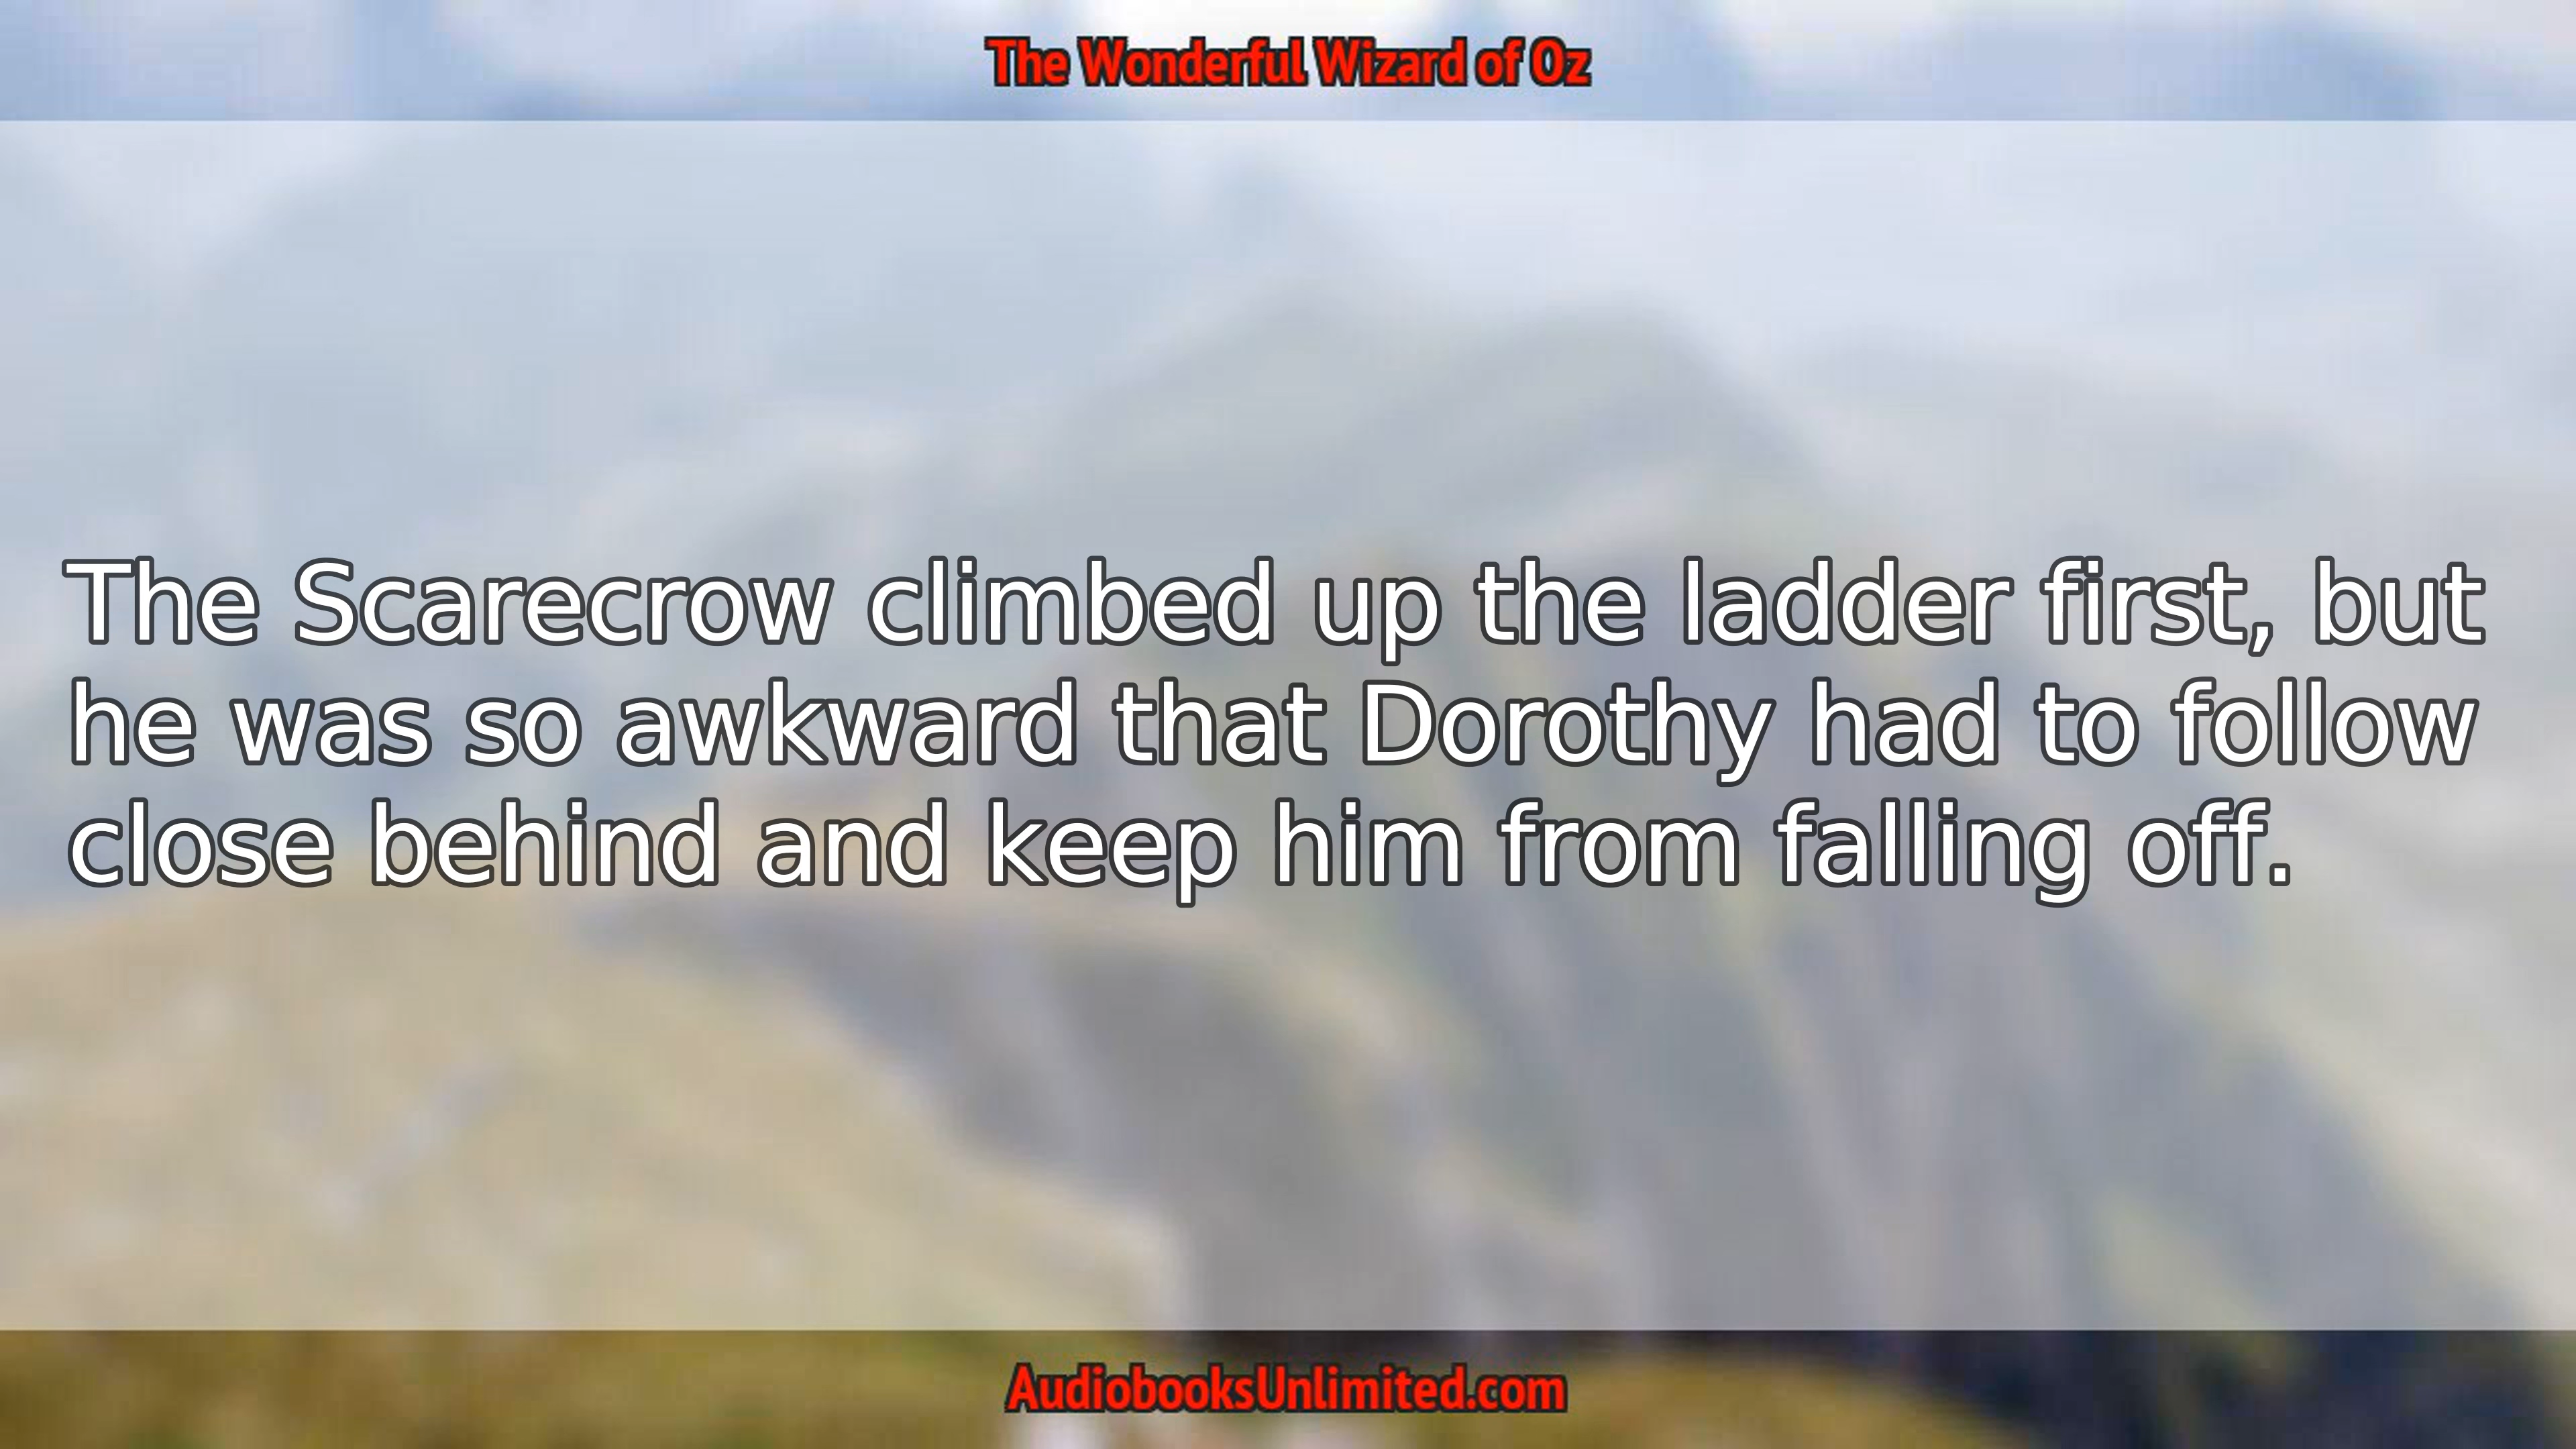 The Wonderful Wizard of Oz
The Scarecrow climbed up the ladder first, but
he was so awkward that Dorothy had to follow
close behind and keep him from falling off.
AudiobooksUnlimited.com